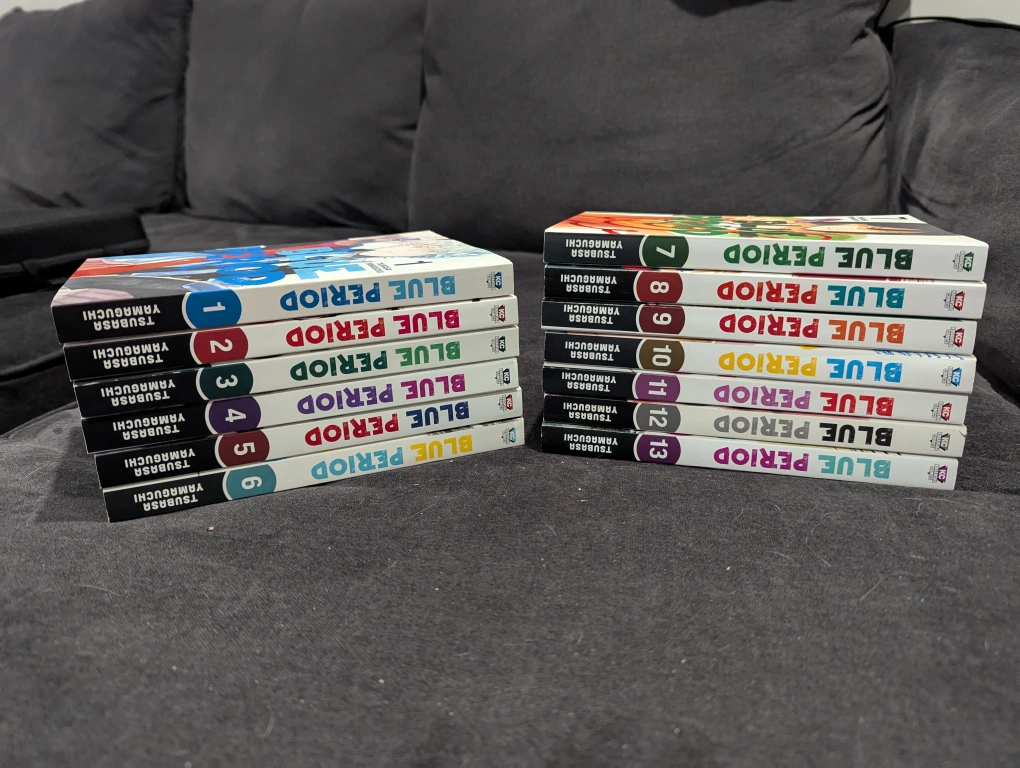 BLUE PERIOD 1 TSUBASA YAMAGUCHI
BLUE PERIOD 2 TSUBASA YAMAGUCHI
BLUE PERIOD 3 TSUBASA YAMAGUCHI
BLUE PERIOD 4 TSUBASA YAMAGUCHI
BLUE PERIOD 5 TSUBASA YAMAGUCHI
BLUE PERIOD 6 TSUBASA YAMAGUCHI
BLUE PERIOD 7 TSUBASA YAMAGUCHI
BLUE PERIOD 8 TSUBASA YAMAGUCHI
BLUE PERIOD 9 TSUBASA YAMAGUCHI
BLUE PERIOD 10 TSUBASA YAMAGUCHI
BLUE PERIOD 11 TSUBASA YAMAGUCHI
BLUE PERIOD 12 TSUBASA YAMAGUCHI
BLUE PERIOD 13 TSUBASA YAMAGUCHI